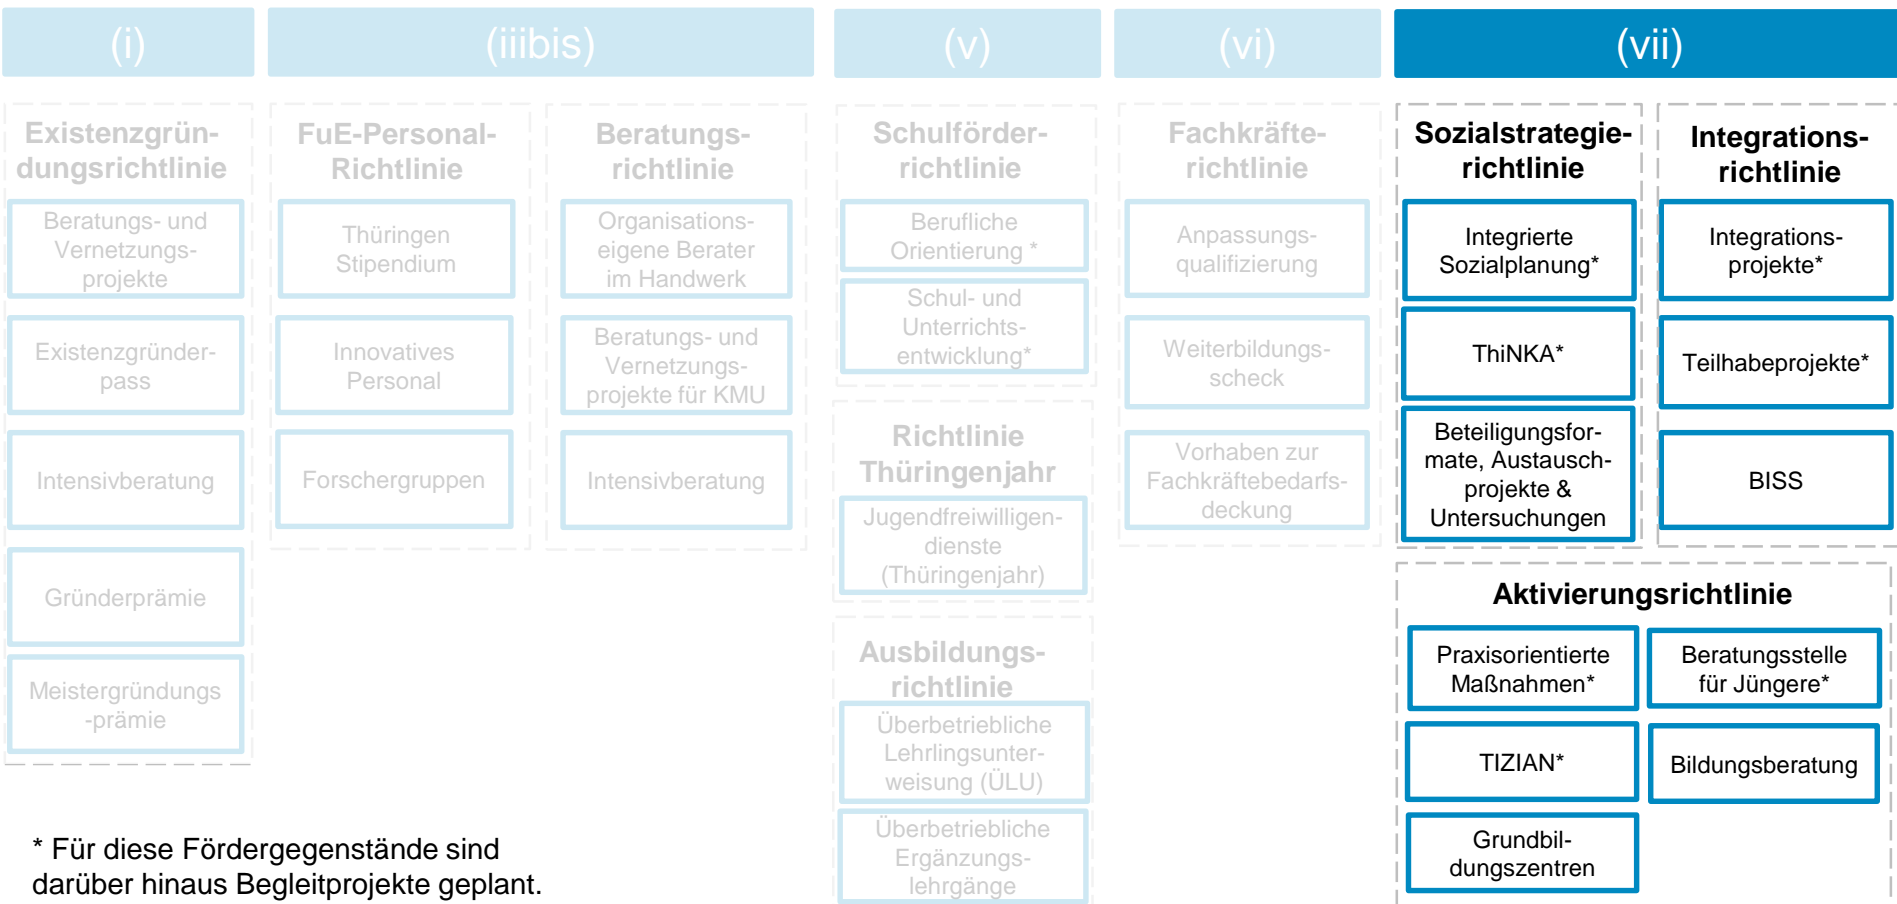 (i)
(iiibis)
(v)
(vi)
(vii)
Existenzgrün-
dungsrichtlinie
Beratungs- und
Vernetzungs-
projekte
Existenzgründer-
pass
Intensivberatung
Gründerprämie
Meistergründungs
-prämie
FuE-Personal-
Richtlinie
Thüringen
Stipendium
Innovatives
Personal
Forschergruppen
Beratungs-
richtlinie
Organisations-
eigene Berater
im Handwerk
Beratungs- und
Vernetzungs-
projekte für KMU
Intensivberatung
Schulförder-
richtlinie
Berufliche
Orientierung *
Schul- und
Unterrichts-
entwicklung*
Richtlinie
Thüringenjahr
Jugendfreiwilligen-
dienste
(Thüringenjahr)
Ausbildungs-
richtlinie
Überbetriebliche
Lehrlingsunter-
weisung (ÜLU)
Überbetriebliche
Ergänzungs-
lehrgänge
Fachkräfte-
richtlinie
Anpassungs-
qualifizierung
Weiterbildungs-
scheck
Vorhaben zur
Fachkräftebedarfs-
deckung
Sozialstrategie-
richtlinie
Integrierte
Sozialplanung*
ThiNKA*
Beteiligungsfor-
mate, Austausch-
projekte &
Untersuchungen
Integrations-
richtlinie
Integrations-
projekte*
Teilhabeprojekte*
BISS
Aktivierungsrichtlinie
Praxisorientierte
Maßnahmen*
Beratungsstelle
für Jüngere*
TIZIAN*
Bildungsberatung
Grundbil-
dungszentren
* Für diese Fördergegenstände sind
darüber hinaus Begleitprojekte geplant.